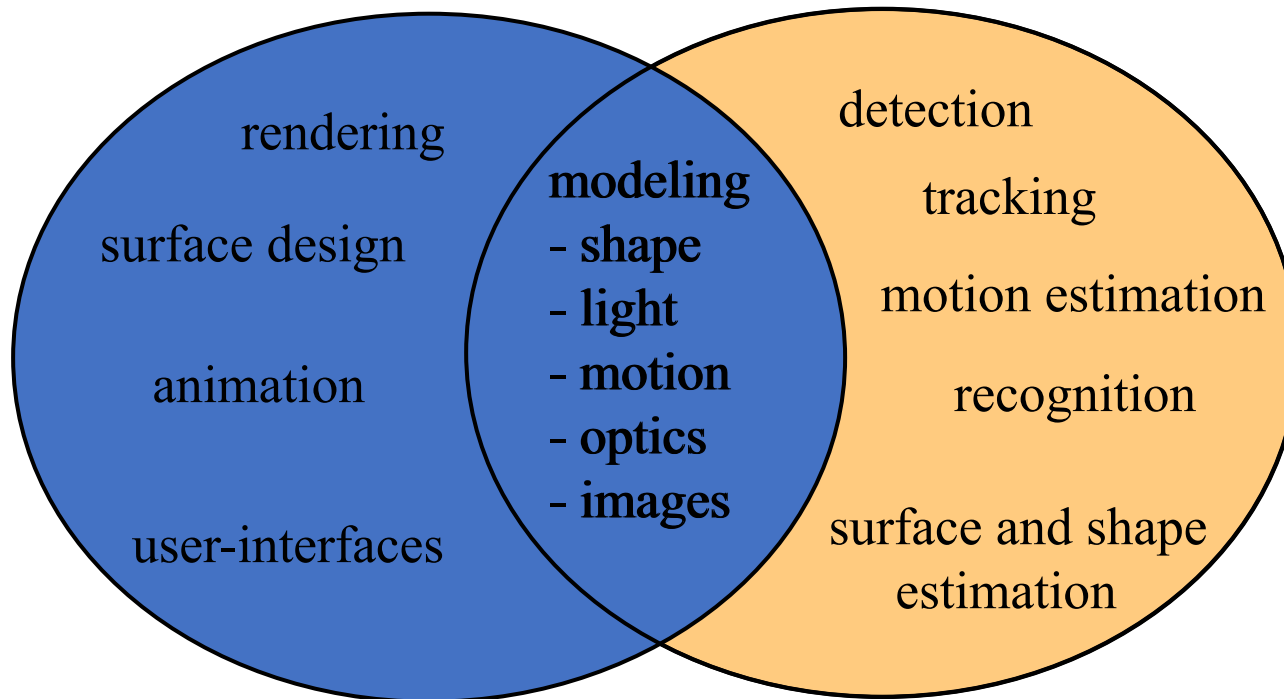 rendering
surface design
animation
user-interfaces
modeling
- shape
- light
- motion
- optics
- images
detection
tracking
motion estimation
recognition
surface and shape
estimation